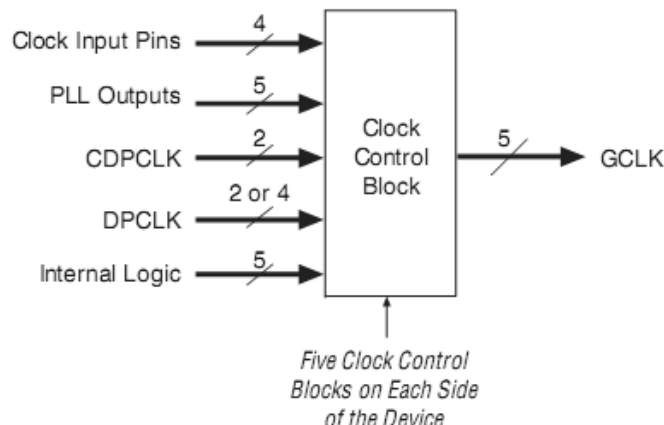 Clock Input Pins
4
PLL Outputs
5
CDPCLK
2
DPCLK
2 or 4
Internal Logic
5
Clock
Control
Block
5
GCLK
Five Clock Control
Blocks on Each Side
of the Device